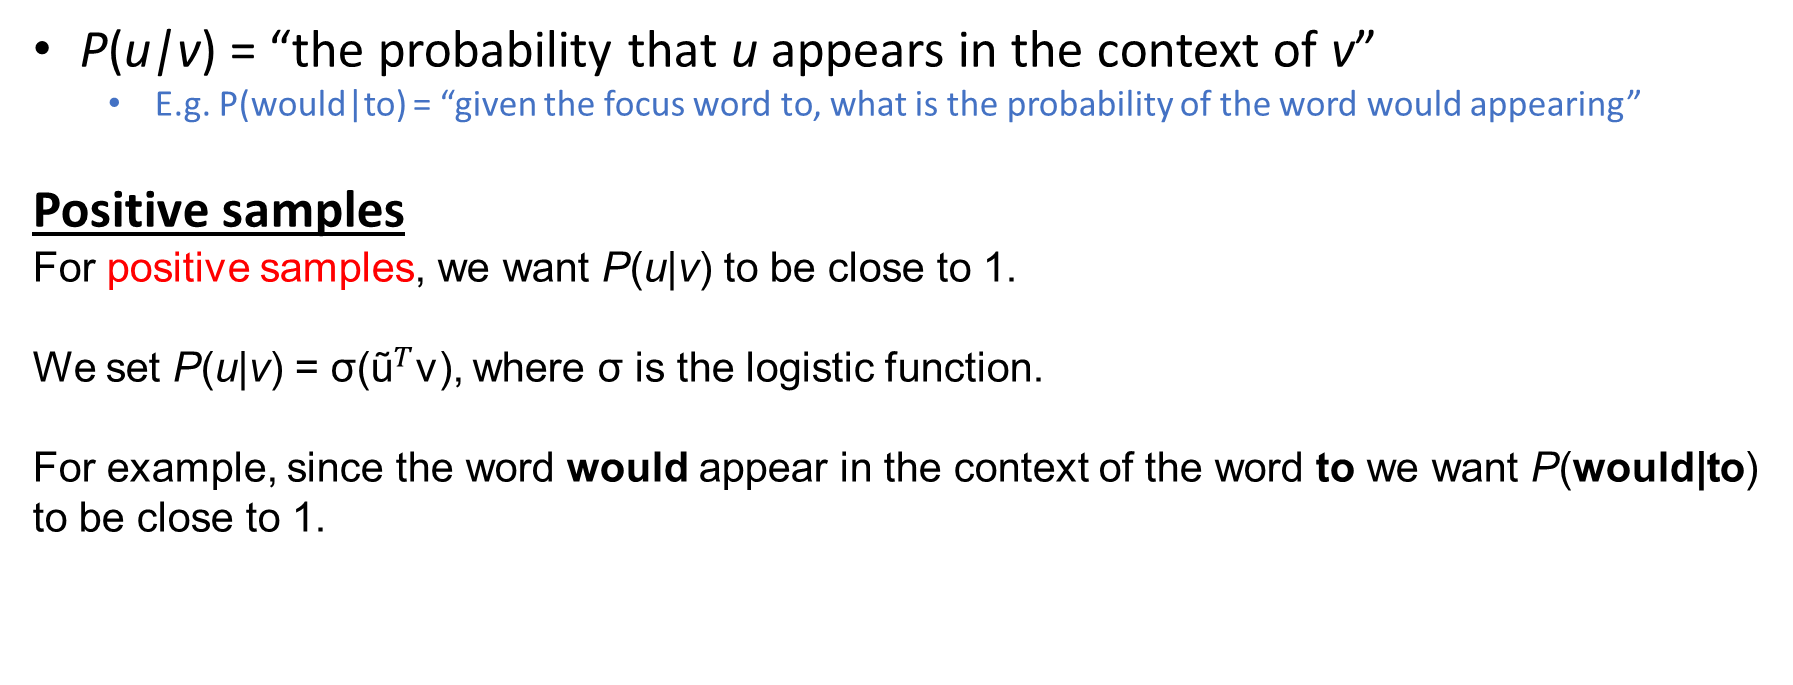 • P(u|v) = “the probability that u appears in the context of v”
• E.g. P(would|to) = “given the focus word to, what is the probability of the word would appearing”
Positive samples
For positive samples, we want P(u|v) to be close to 1.
We set P(u|v) = σ(ũᵀv), where σ is the logistic function.
For example, since the word would appear in the context of the word to we want P(would|to)
to be close to 1.